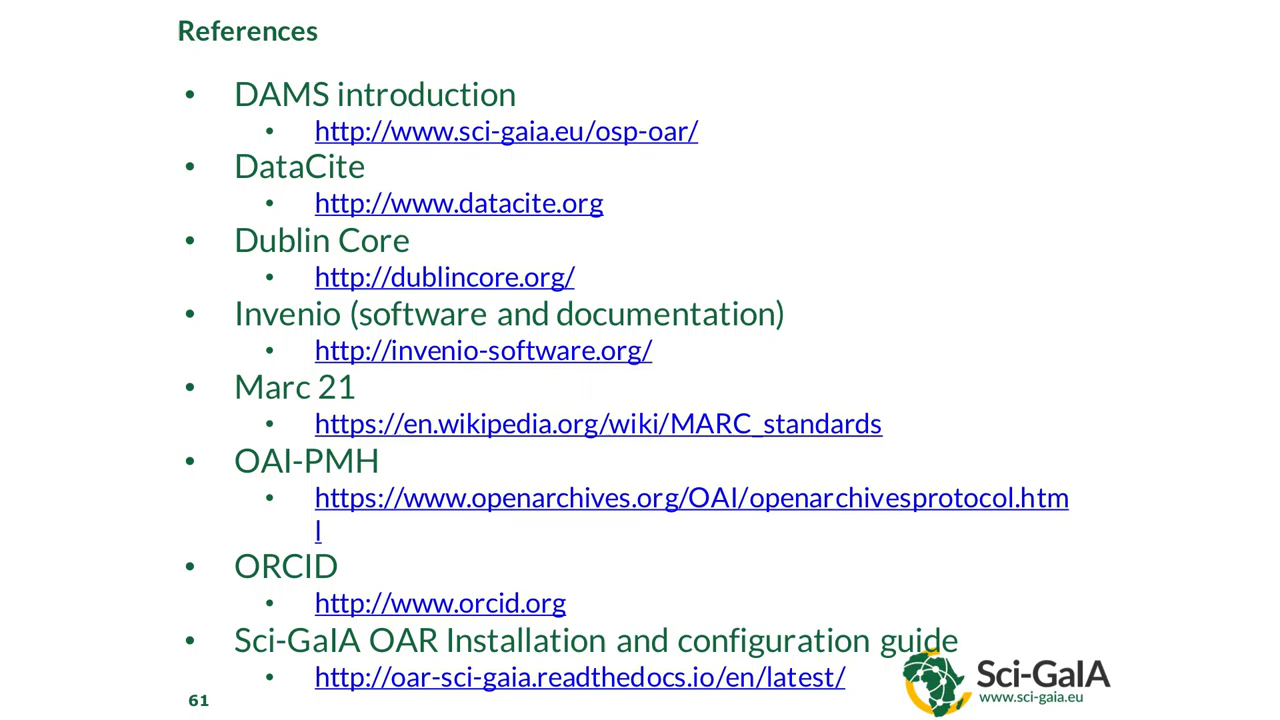 References
• DAMS introduction
• http://www.sci-gaia.eu/osp-oar/
• DataCite
• http://www.datacite.org
• Dublin Core
• http://dublincore.org/
• Invenio (software and documentation)
• http://invenio-software.org/
• Marc 21
• https://en.wikipedia.org/wiki/MARC_standards
• OAI-PMH
• https://www.openarchives.org/OAI/openarchivesprotocol.htm
l
• ORCID
• http://www.orcid.org
• Sci-GaIA OAR Installation and configuration guide
• http://oar-sci-gaia.readthedocs.io/en/latest/
Sci-GaIA
www.sci-gaia.eu
61